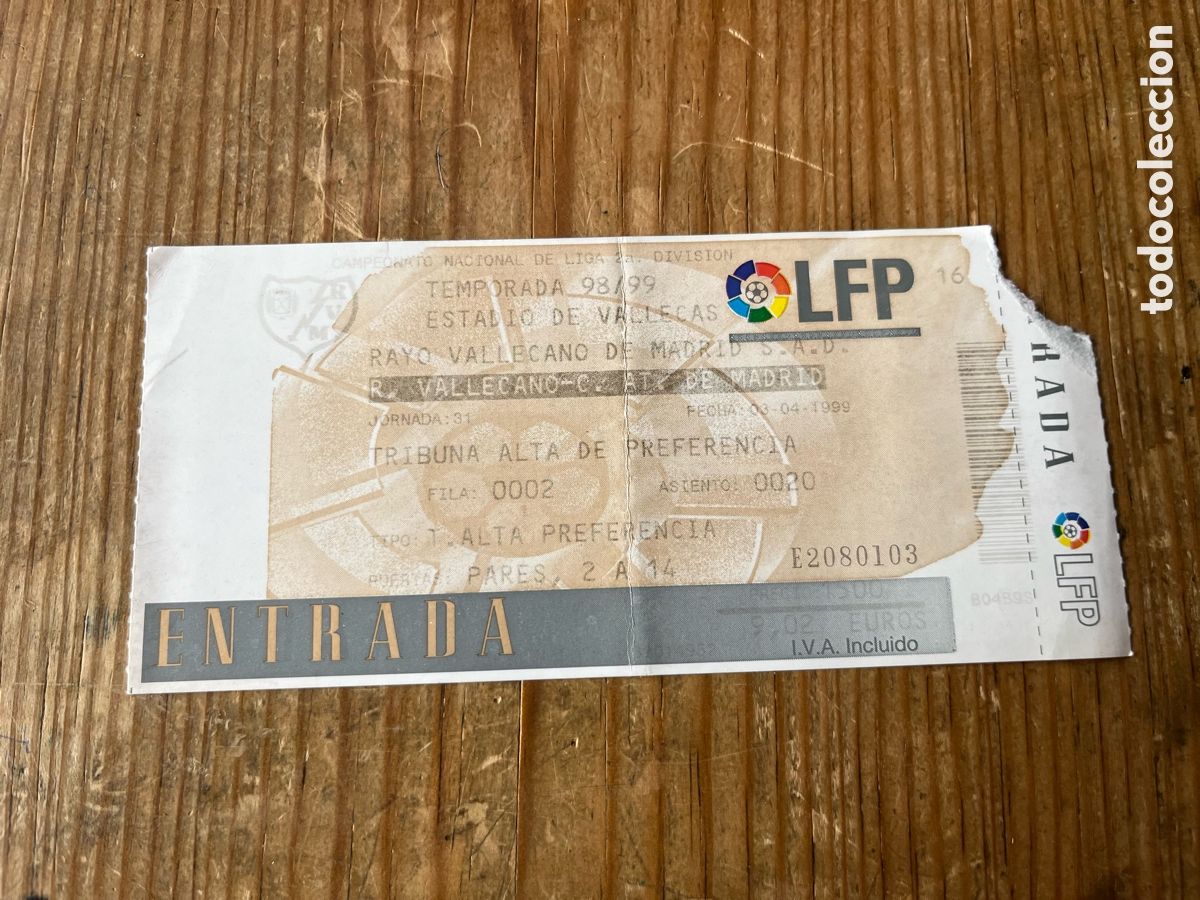 CAMPEONATO NACIONAL DE LIGA 2a. DIVISION
TEMPORADA 98/99
ESTADIO DE VALLECAS
LFP
16
RAYO VALLECANO DE MADRID S.A.D.
R. VALLECANO-C. ATº DE MADRID
JORNADA: 31 FECHA: 03-04-1999
TRIBUNA ALTA DE PREFERENCIA
FILA: 0002 ASIENTO: 0020
TIPO: T.ALTA PREFERENCIA
E2080103
PUERTAS: PARES, 2 A 14
PRECIO 1500
9,02 EUROS
I.V.A. Incluido
ENTRADA
RADA
LFP
todocoleccion